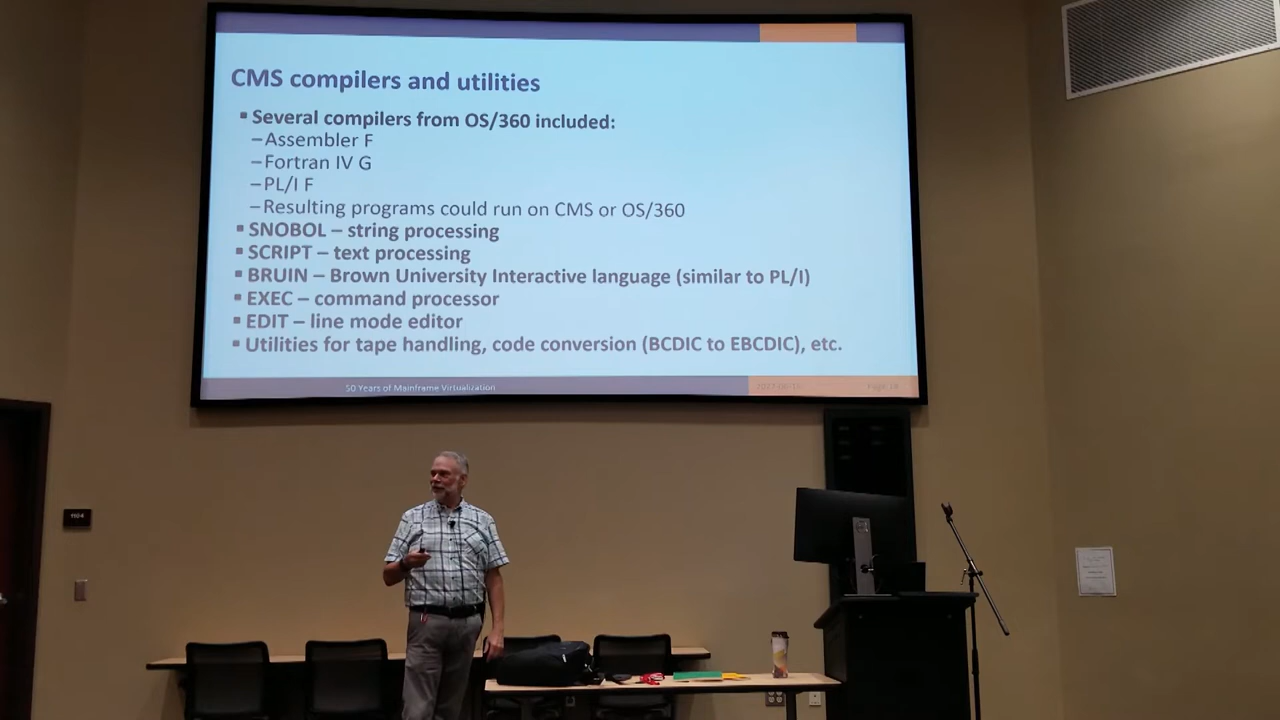 CMS compilers and utilities
▪ Several compilers from OS/360 included:
–Assembler F
–Fortran IV G
–PL/I F
–Resulting programs could run on CMS or OS/360
▪ SNOBOL – string processing
▪ SCRIPT – text processing
▪ BRUIN – Brown University Interactive language (similar to PL/I)
▪ EXEC – command processor
▪ EDIT – line mode editor
▪ Utilities for tape handling, code conversion (BCDIC to EBCDIC), etc.
50 Years of Mainframe Virtualization
Page
1104